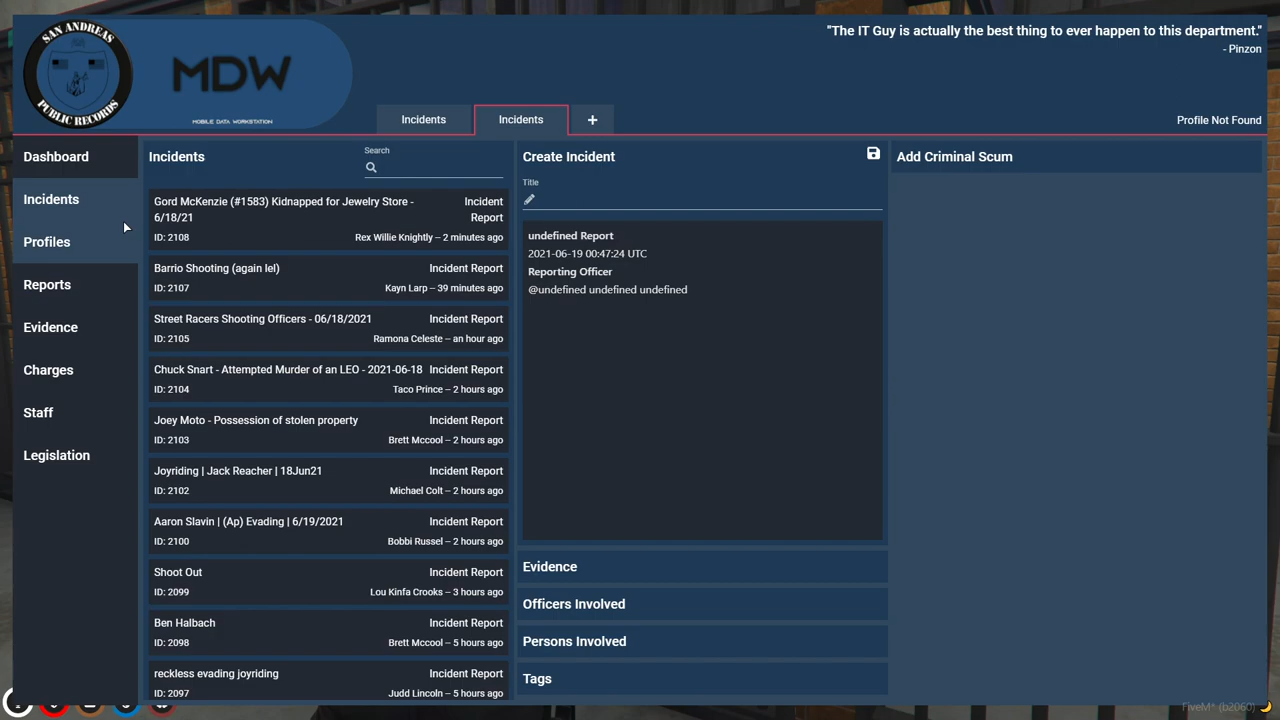 SAN ANDREAS
PUBLIC RECORDS
MDW
MOBILE DATA WORKSTATION
"The IT Guy is actually the best thing to ever happen to this department."
- Pinzon
Incidents
Incidents
+
Profile Not Found
Dashboard
Incidents
Profiles
Reports
Evidence
Charges
Staff
Legislation
Incidents
Search
Gord McKenzie (#1583) Kidnapped for Jewelry Store -
6/18/21
Incident
Report
ID: 2108
Rex Willie Knightly – 2 minutes ago
Barrio Shooting (again lel)
Incident Report
ID: 2107
Kayn Larp – 39 minutes ago
Street Racers Shooting Officers - 06/18/2021
Incident Report
ID: 2105
Ramona Celeste – an hour ago
Chuck Snart - Attempted Murder of an LEO - 2021-06-18
Incident Report
ID: 2104
Taco Prince – 2 hours ago
Joey Moto - Possession of stolen property
Incident Report
ID: 2103
Brett Mccool – 2 hours ago
Joyriding | Jack Reacher | 18Jun21
Incident Report
ID: 2102
Michael Colt – 2 hours ago
Aaron Slavin | (Ap) Evading | 6/19/2021
Incident Report
ID: 2100
Bobbi Russel – 2 hours ago
Shoot Out
Incident Report
ID: 2099
Lou Kinfa Crooks – 3 hours ago
Ben Halbach
Incident Report
ID: 2098
Brett Mccool – 5 hours ago
reckless evading joyriding
Incident Report
ID: 2097
Judd Lincoln – 5 hours ago
Create Incident
Title
undefined Report
2021-06-19 00:47:24 UTC
Reporting Officer
@undefined undefined undefined
Evidence
Officers Involved
Persons Involved
Tags
Add Criminal Scum
FiveM* (b2060)